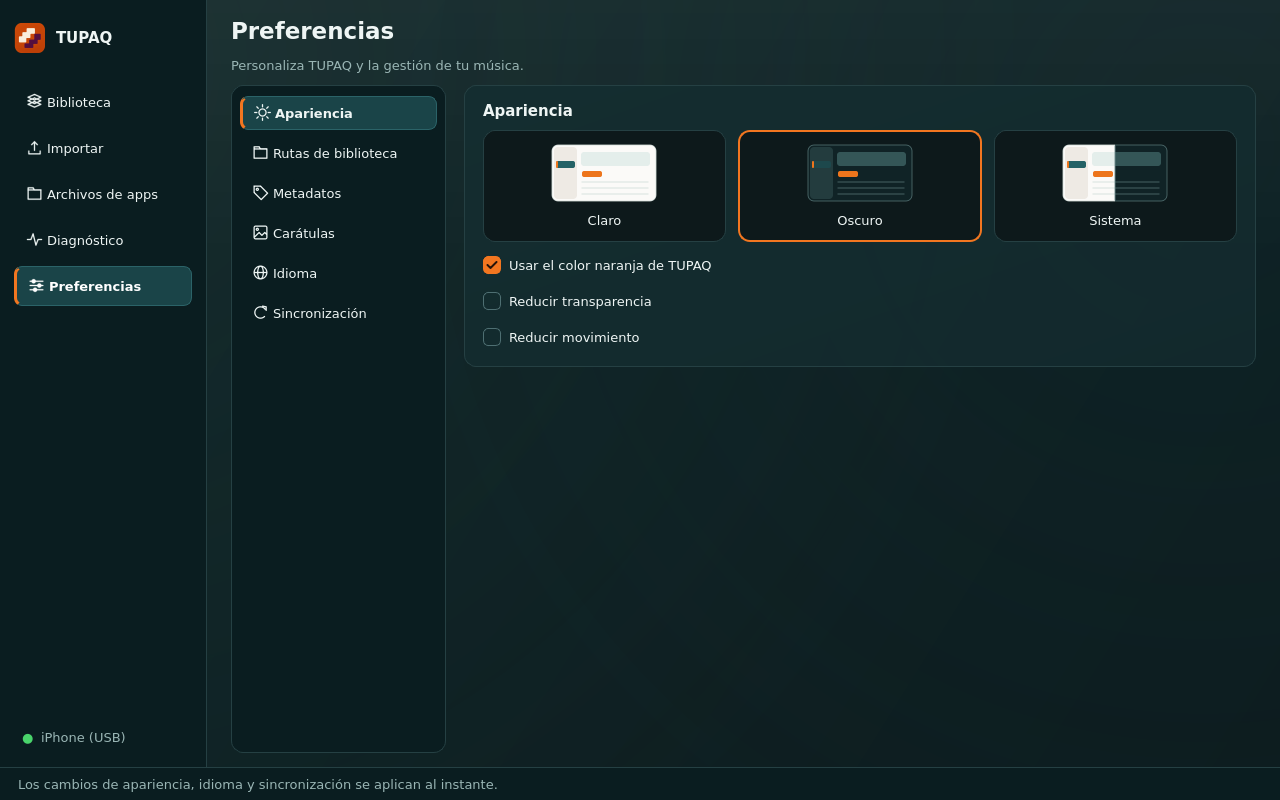 TUPAQ
Biblioteca
Importar
Archivos de apps
Diagnóstico
Preferencias
iPhone (USB)
Preferencias
Personaliza TUPAQ y la gestión de tu música.
Apariencia
Rutas de biblioteca
Metadatos
Carátulas
Idioma
Sincronización
Apariencia
Claro
Oscuro
Sistema
Usar el color naranja de TUPAQ
Reducir transparencia
Reducir movimiento
Los cambios de apariencia, idioma y sincronización se aplican al instante.